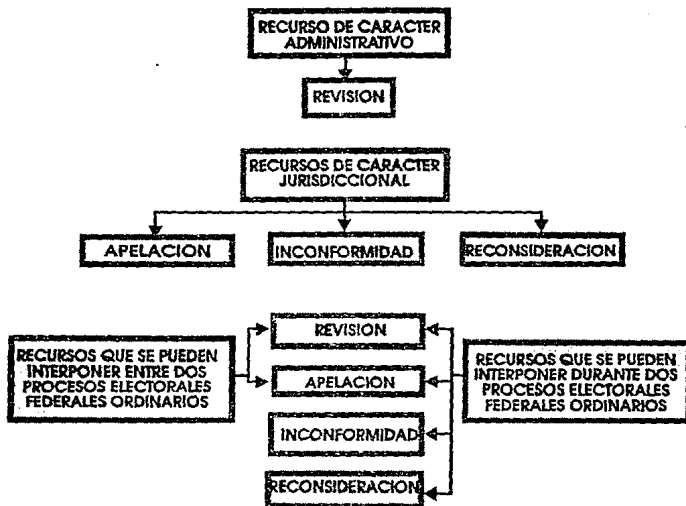 RECURSO DE CARACTER
ADMINISTRATIVO
REVISION
RECURSOS DE CARACTER
JURISDICCIONAL
APELACION
INCONFORMIDAD
RECONSIDERACION
RECURSOS QUE SE PUEDEN
INTERPONER ENTRE DOS
PROCESOS ELECTORALES
FEDERALES ORDINARIOS
REVISION
APELACION
INCONFORMIDAD
RECONSIDERACION
RECURSOS QUE SE PUEDEN
INTERPONER DURANTE DOS
PROCESOS ELECTORALES
FEDERALES ORDINARIOS